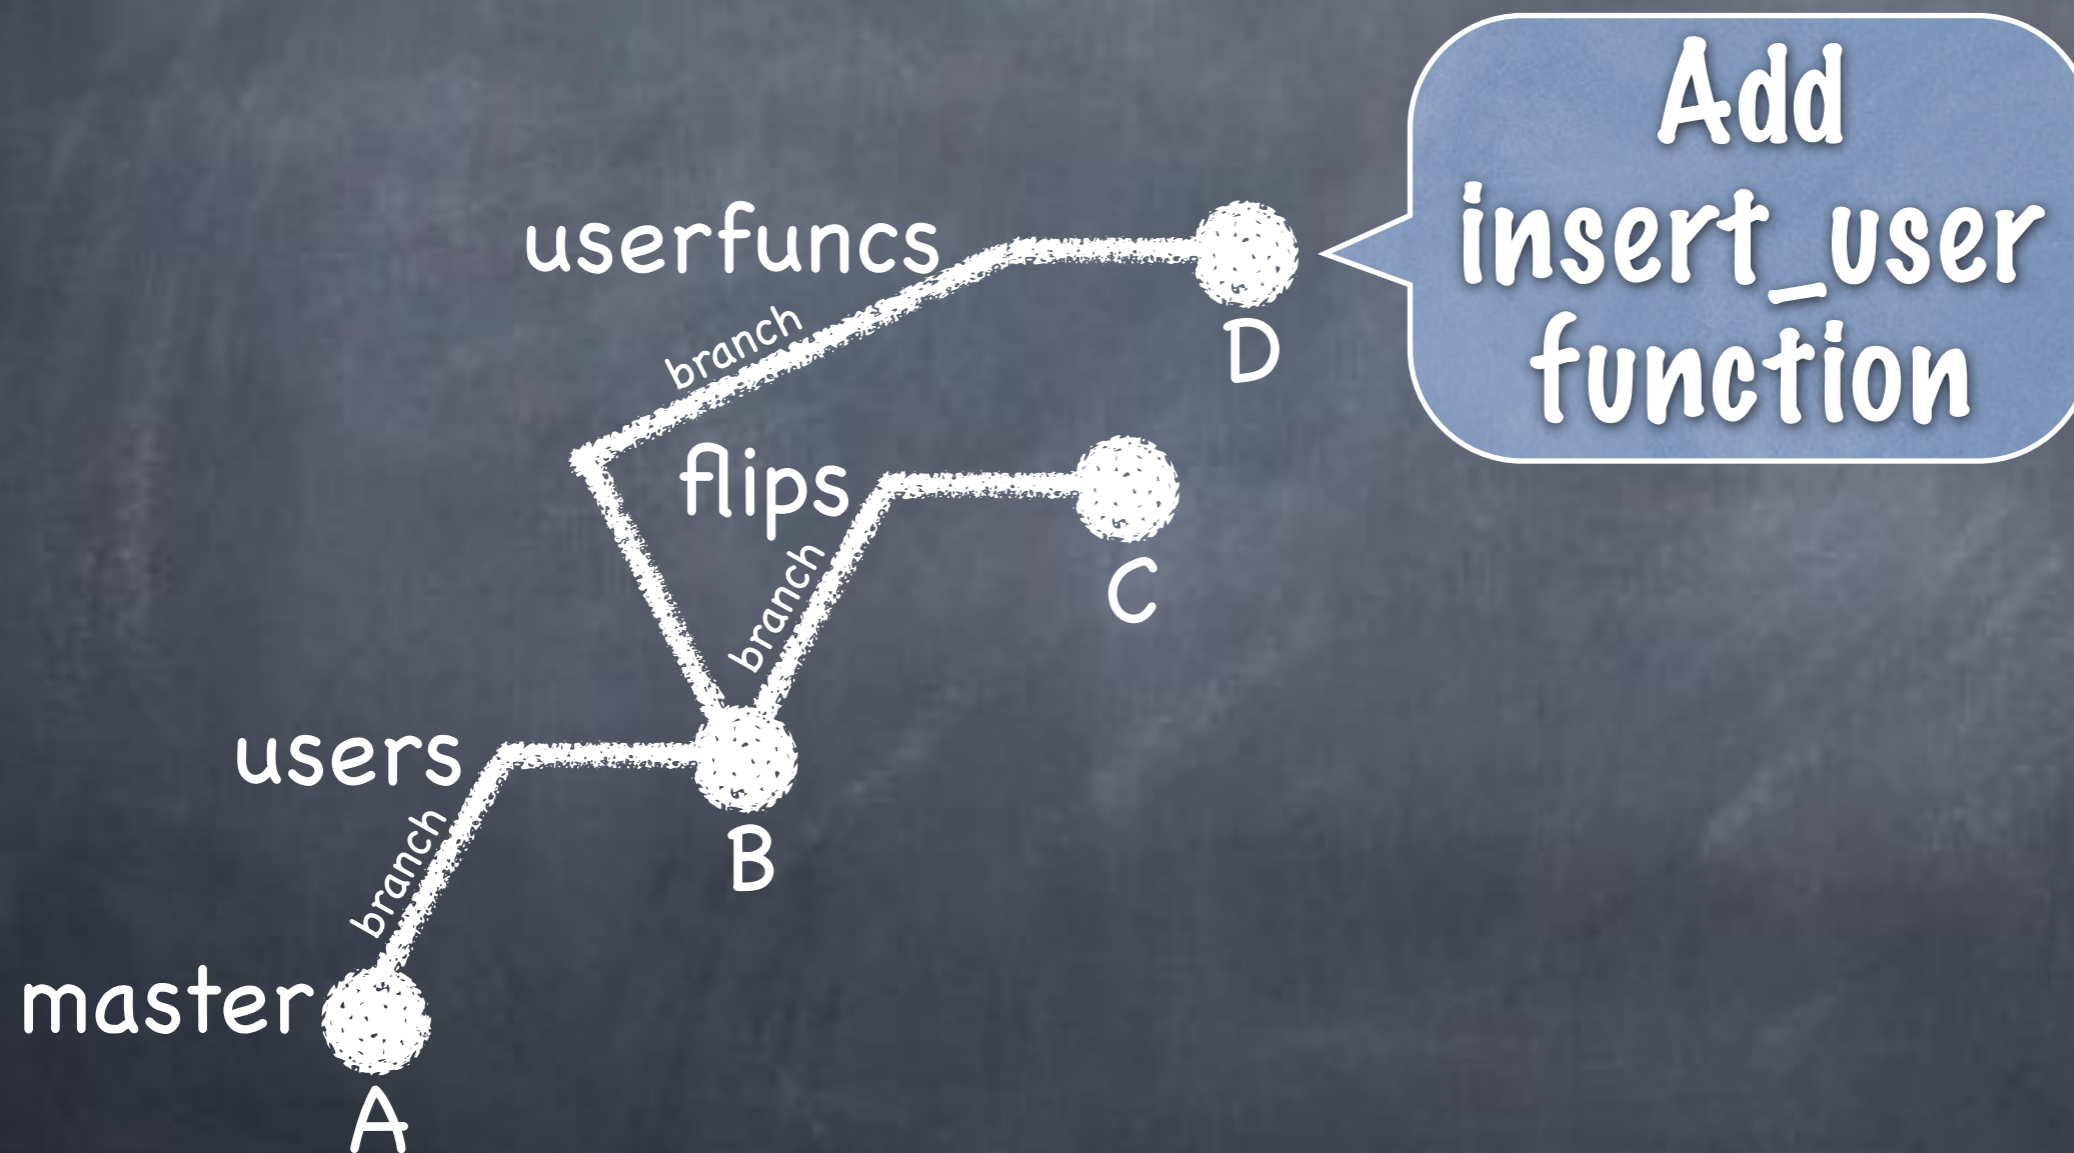 Add
insert_user
function
userfuncs
branch
D
flips
branch
C
users
branch
B
master
A